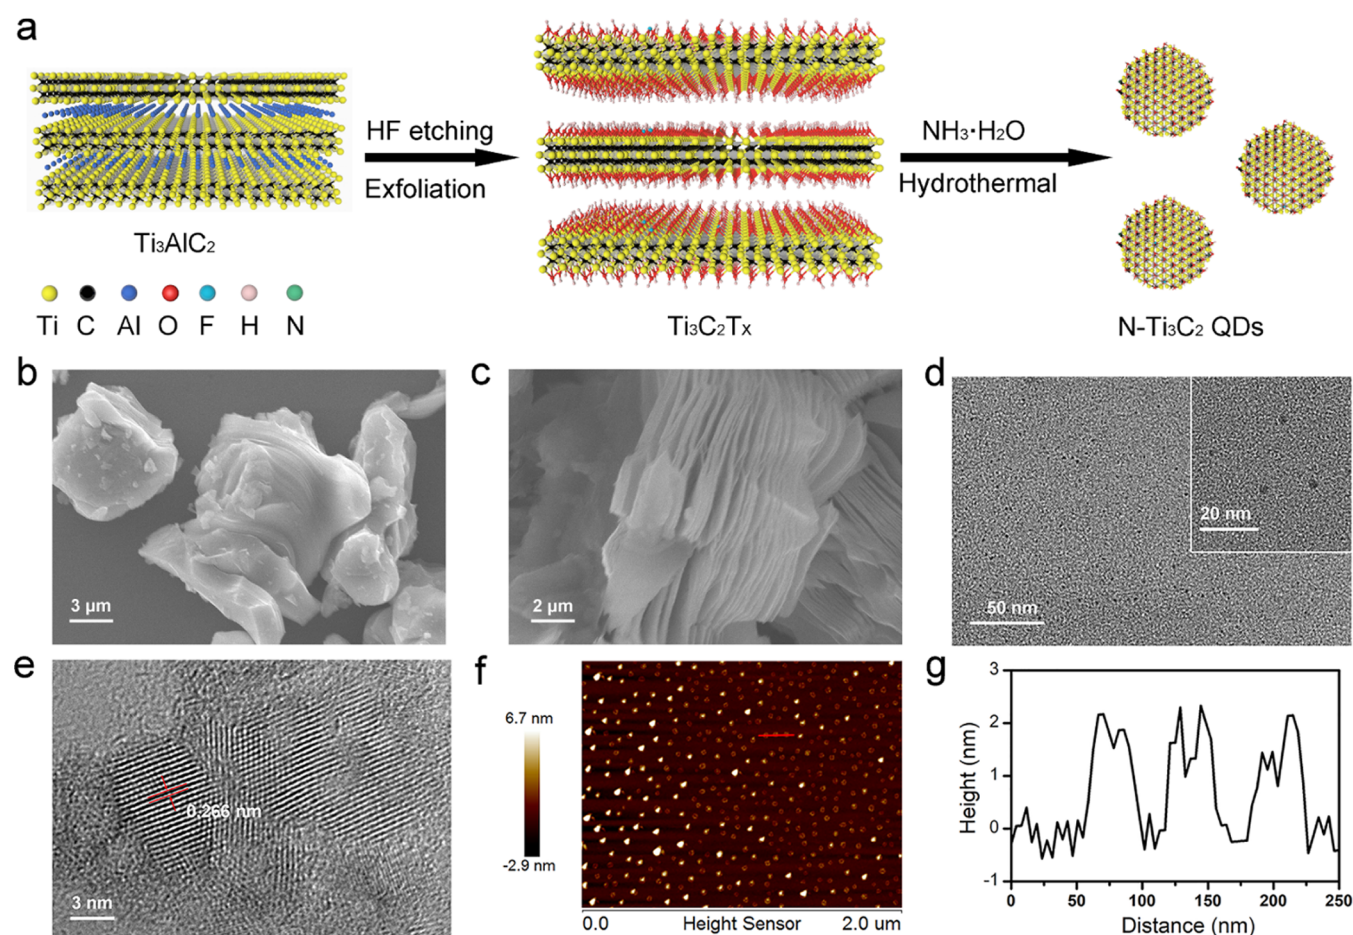 a
HF etching
Exfoliation
NH₃·H₂O
Hydrothermal
Ti₃AlC₂
Ti C Al O F H N
Ti₃C₂Tx
N-Ti₃C₂ QDs
b
3 µm
c
2 µm
d
20 nm
50 nm
e
0.266 nm
3 nm
f
6.7 nm
-2.9 nm
0.0 Height Sensor 2.0 um
g
Height (nm)
3
2
1
0
-1
0 50 100 150 200 250
Distance (nm)